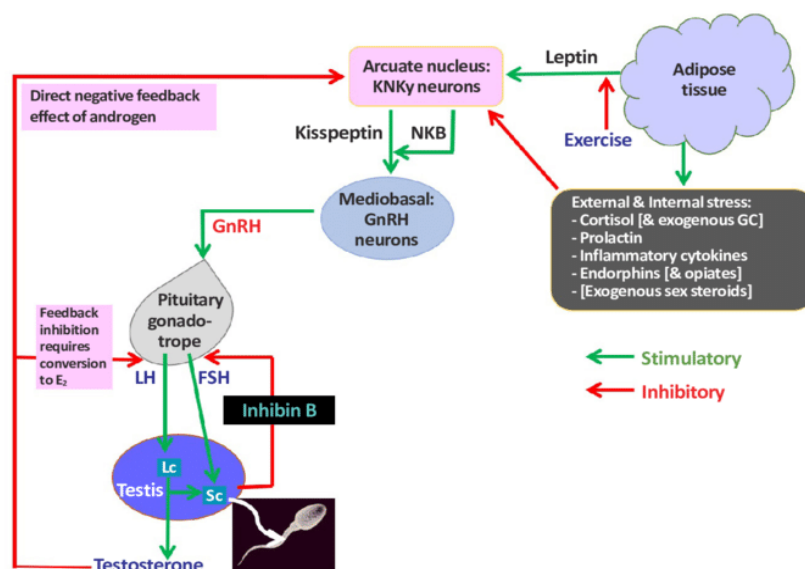 Arcuate nucleus:
KNKy neurons
Leptin
Adipose
tissue
Direct negative feedback
effect of androgen
Kisspeptin
NKB
Exercise
Mediobasal:
GnRH
neurons
External & Internal stress:
- Cortisol [& exogenous GC]
- Prolactin
- Inflammatory cytokines
- Endorphins [& opiates]
- [Exogenous sex steroids]
GnRH
Pituitary
gonado-
trope
Feedback
inhibition
requires
conversion
to E₂
LH
FSH
Stimulatory
Inhibitory
Inhibin B
Lc
Testis
Sc
Testosterone